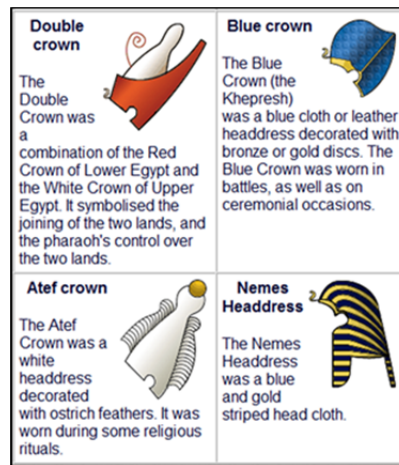 Double
crown
The
Double
Crown was
a
combination of the Red
Crown of Lower Egypt and
the White Crown of Upper
Egypt. It symbolised the
joining of the two lands, and
the pharaoh's control over
the two lands.
Blue crown
The Blue
Crown (the
Khepresh)
was a blue cloth or leather
headdress decorated with
bronze or gold discs. The
Blue Crown was worn in
battles, as well as on
ceremonial occasions.
Atef crown
The Atef
Crown was a
white
headdress
decorated
with ostrich feathers. It was
worn during some religious
rituals.
Nemes
Headdress
The Nemes
Headdress
was a blue
and gold
striped head cloth.